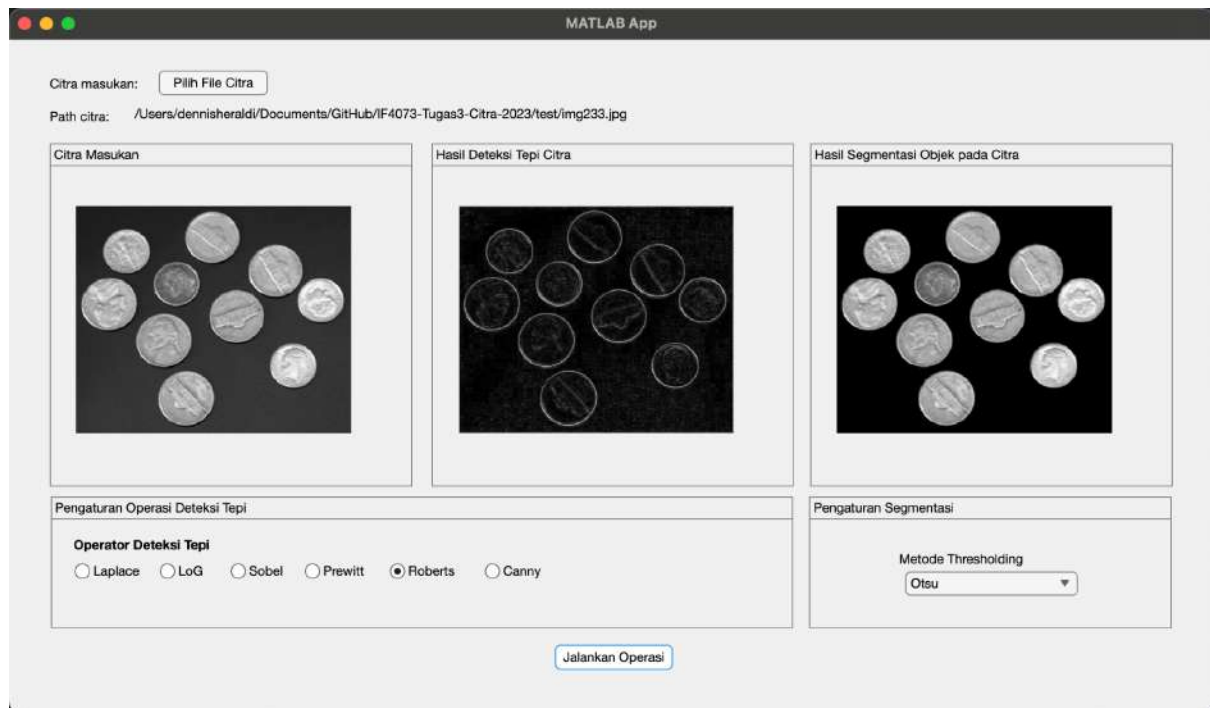 MATLAB App
Citra masukan: Pilih File Citra
Path citra: /Users/dennisheraldi/Documents/GitHub/IF4073-Tugas3-Citra-2023/test/img233.jpg
Citra Masukan
Hasil Deteksi Tepi Citra
Hasil Segmentasi Objek pada Citra
Pengaturan Operasi Deteksi Tepi
Operator Deteksi Tepi
Laplace LoG Sobel Prewitt Roberts Canny
Pengaturan Segmentasi
Metode Thresholding
Otsu
Jalankan Operasi